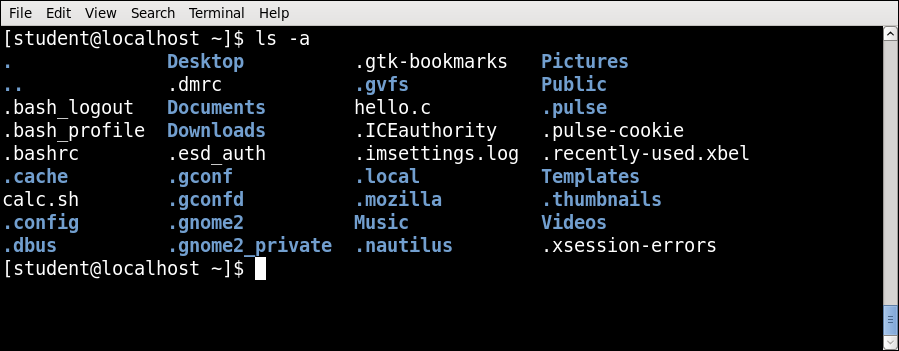 File Edit View Search Terminal Help
[student@localhost ~]$ ls -a
. Desktop .gtk-bookmarks Pictures
.. .dmrc .gvfs Public
.bash_logout Documents hello.c .pulse
.bash_profile Downloads .ICEauthority .pulse-cookie
.bashrc .esd_auth .imsettings.log .recently-used.xbel
.cache .gconf .local Templates
calc.sh .gconfd .mozilla .thumbnails
.config .gnome2 Music Videos
.dbus .gnome2_private .nautilus .xsession-errors
[student@localhost ~]$